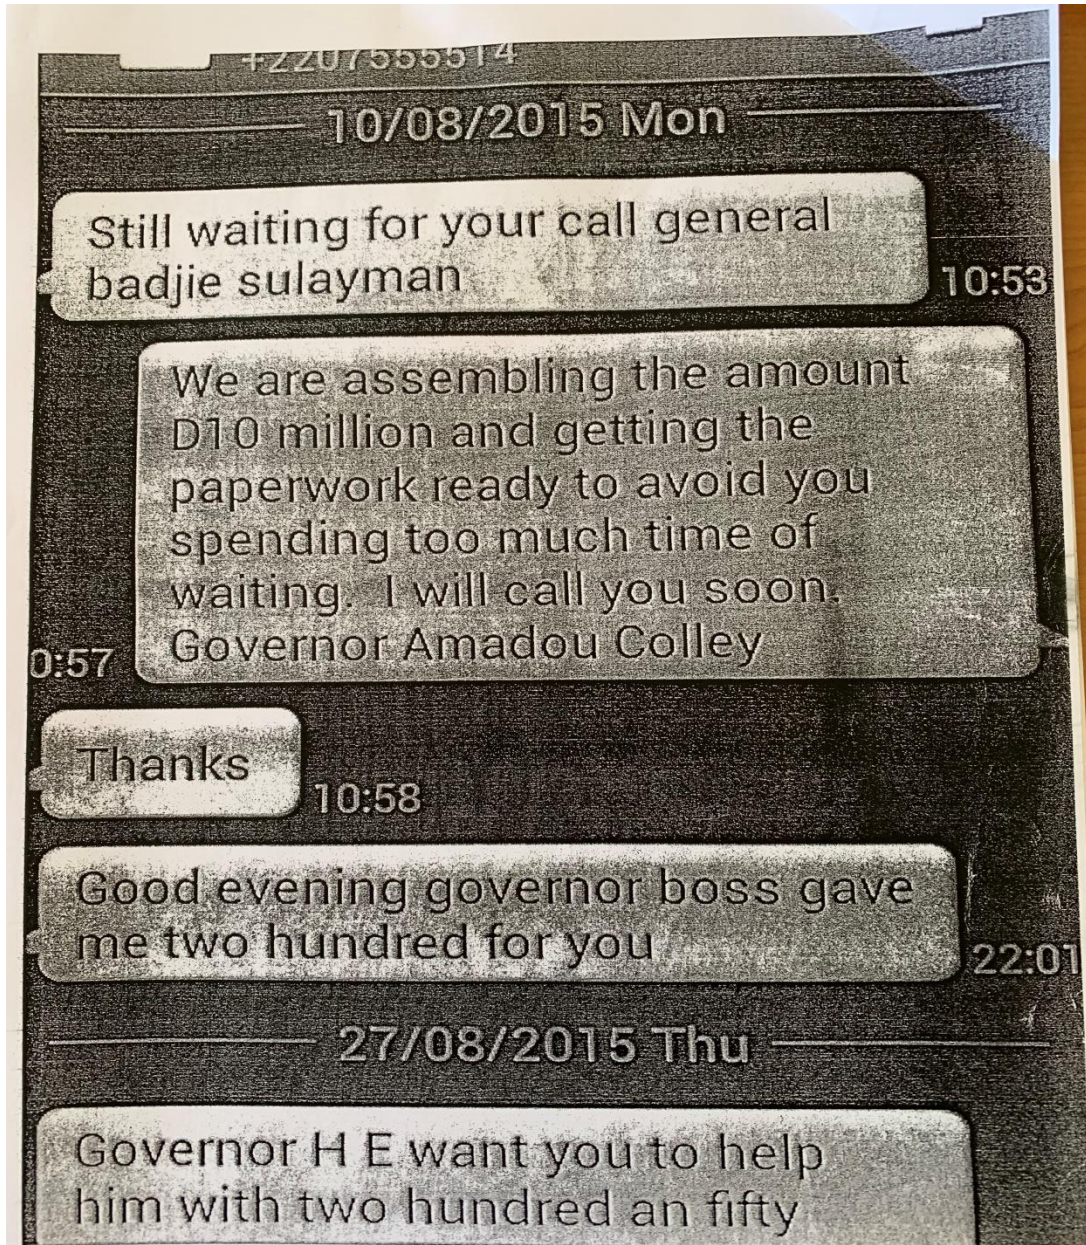 +2207555514
10/08/2015 Mon
Still waiting for your call general
badjie sulayman
10:53
We are assembling the amount
D10 million and getting the
paperwork ready to avoid you
spending too much time of
waiting.  I will call you soon.
Governor Amadou Colley
0:57
Thanks
10:58
Good evening governor boss gave
me two hundred for you
22:01
27/08/2015 Thu
Governor H E want you to help
him with two hundred an fifty